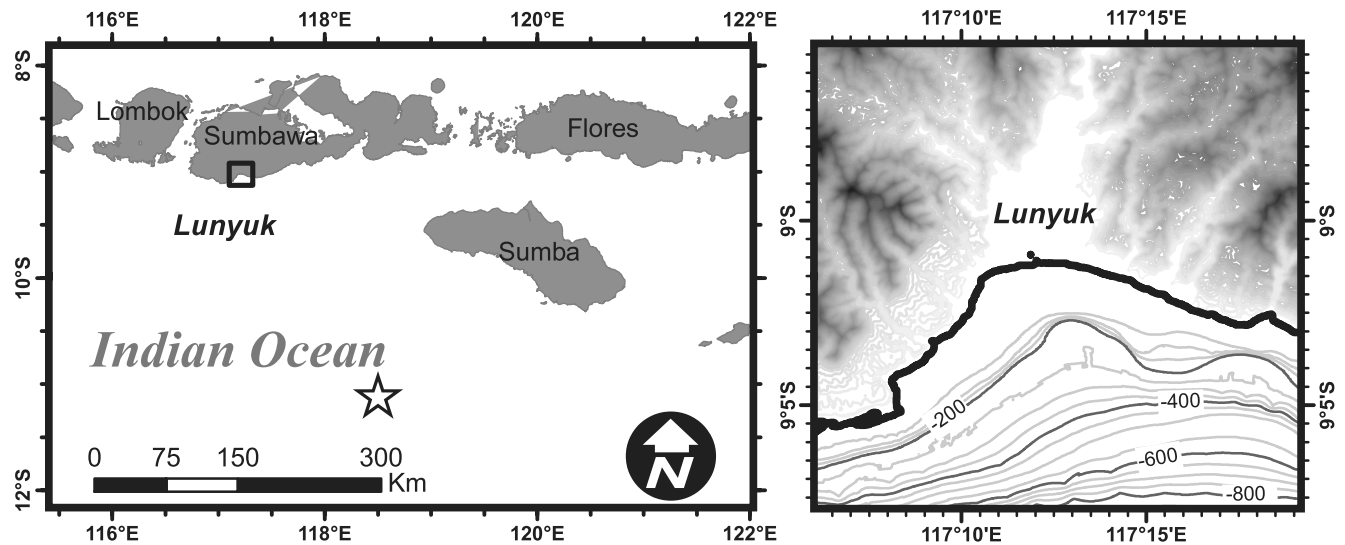 116°E 118°E 120°E 122°E
8°S
10°S
12°S
Lombok
Sumbawa
Flores
Lunyuk
Sumba
Indian Ocean
0 75 150 300
Km
N
116°E 118°E 120°E 122°E
117°10'E 117°15'E
Lunyuk
9°S
9°S
-200
-400
9°5'S
9°5'S
-600
-800
117°10'E 117°15'E